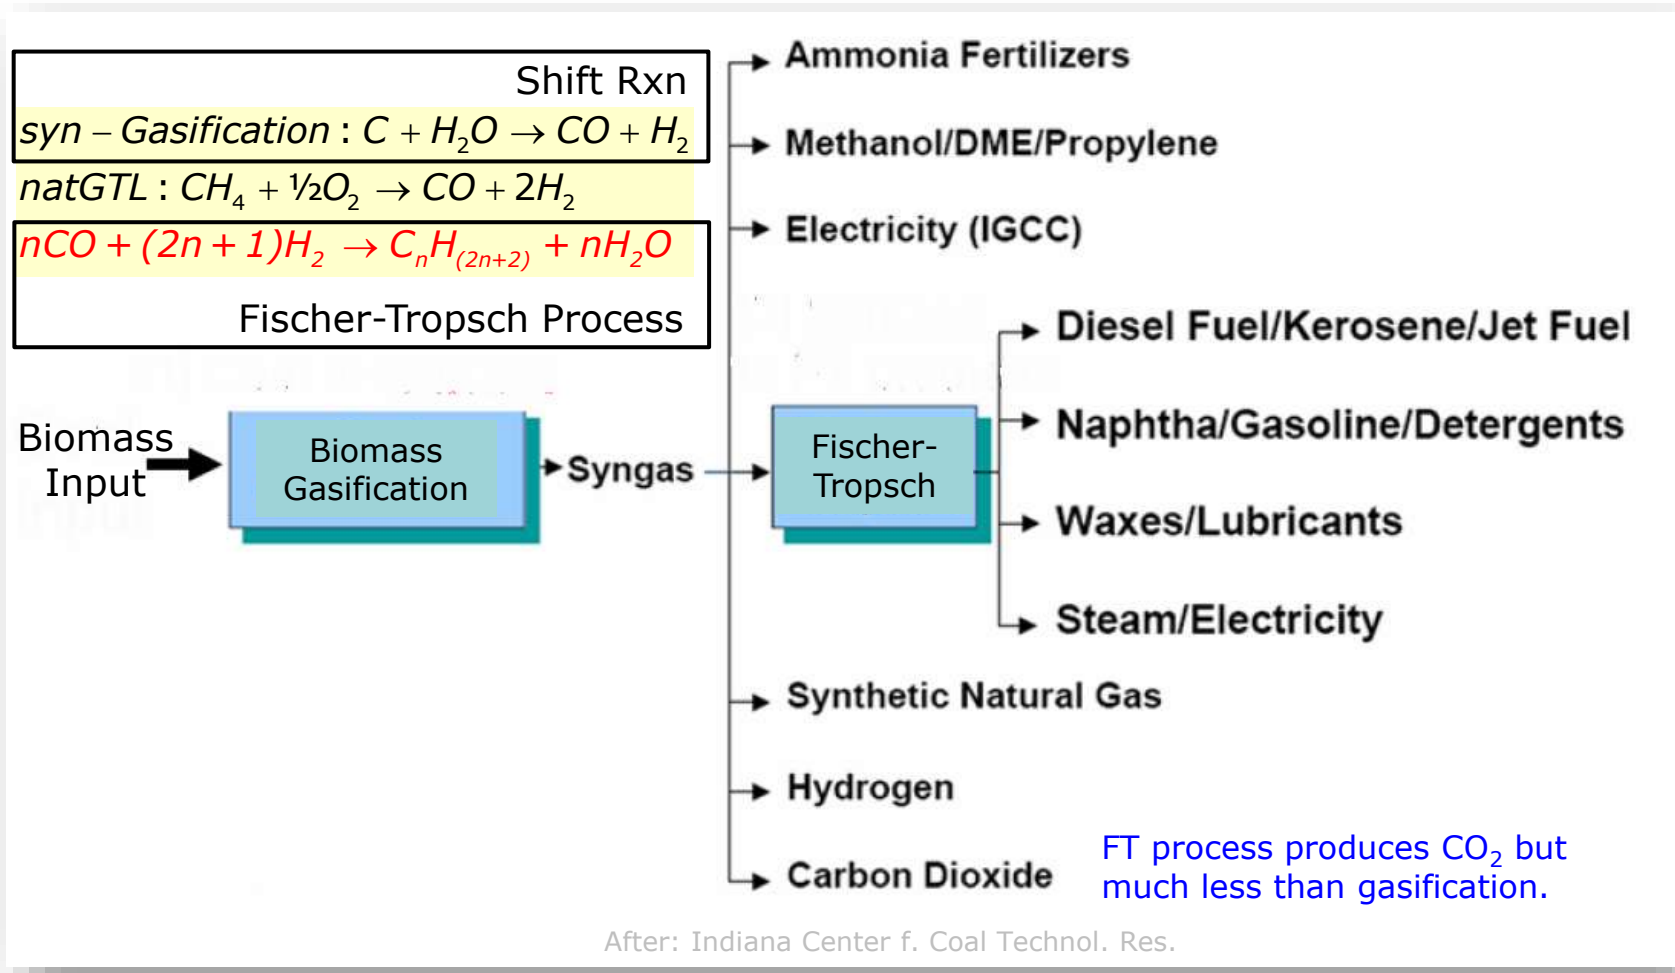 Shift Rxn
syn – Gasification : C + H₂O → CO + H₂
natGTL : CH₄ + ½O₂ → CO + 2H₂
nCO + (2n + 1)H₂ → CₙH₍₂ₙ₊₂₎ + nH₂O
Fischer-Tropsch Process
Biomass
Input
Biomass
Gasification
Syngas
Ammonia Fertilizers
Methanol/DME/Propylene
Electricity (IGCC)
Fischer-
Tropsch
Diesel Fuel/Kerosene/Jet Fuel
Naphtha/Gasoline/Detergents
Waxes/Lubricants
Steam/Electricity
Synthetic Natural Gas
Hydrogen
Carbon Dioxide
FT process produces CO₂ but
much less than gasification.
After: Indiana Center f. Coal Technol. Res.